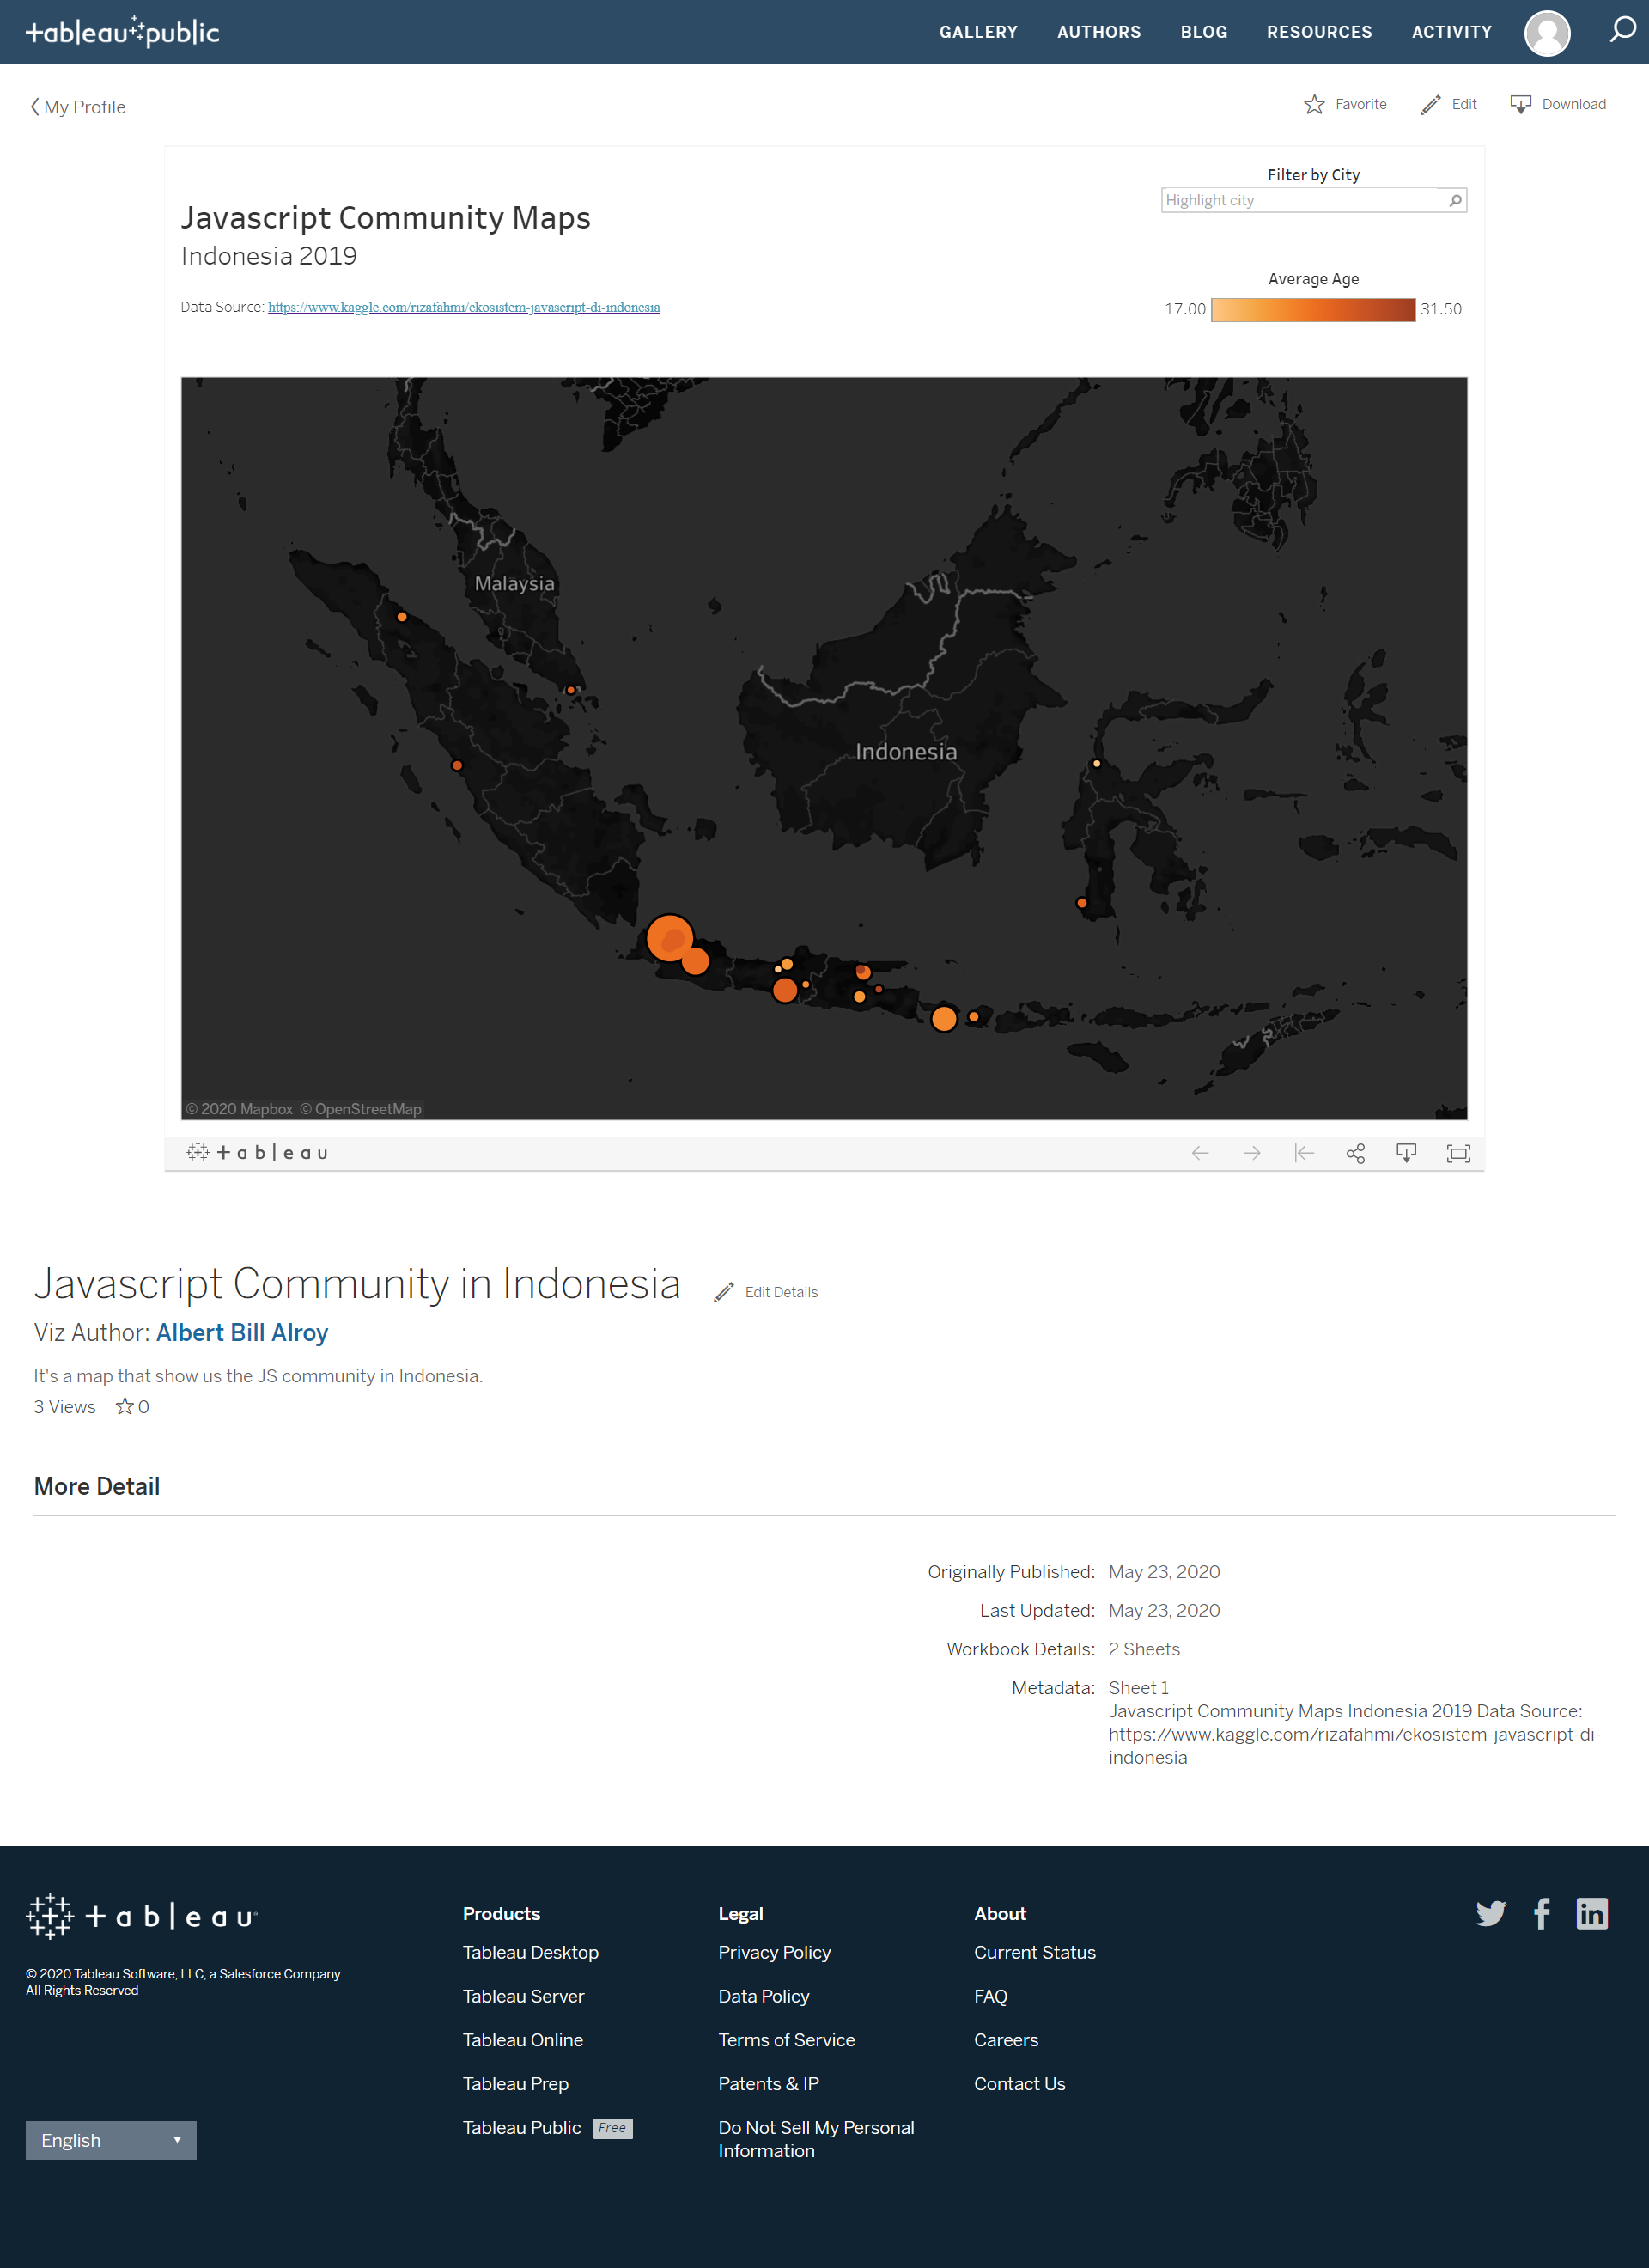 +ableau+public
GALLERY AUTHORS BLOG RESOURCES ACTIVITY
My Profile
Favorite Edit Download
Filter by City
Highlight city
Javascript Community Maps
Indonesia 2019
Data Source: https://www.kaggle.com/rizafahmi/ekosistem-javascript-di-indonesia
Average Age
17.00 31.50
Malaysia
Indonesia
© 2020 Mapbox © OpenStreetMap
+ableau
Javascript Community in Indonesia
Edit Details
Viz Author: Albert Bill Alroy
It's a map that show us the JS community in Indonesia.
3 Views 0
More Detail
Originally Published: May 23, 2020
Last Updated: May 23, 2020
Workbook Details: 2 Sheets
Metadata: Sheet 1
Javascript Community Maps Indonesia 2019 Data Source:
https://www.kaggle.com/rizafahmi/ekosistem-javascript-di-
indonesia
+ableau
© 2020 Tableau Software, LLC, a Salesforce Company.
All Rights Reserved
English
Products
Tableau Desktop
Tableau Server
Tableau Online
Tableau Prep
Tableau Public Free
Legal
Privacy Policy
Data Policy
Terms of Service
Patents & IP
Do Not Sell My Personal
Information
About
Current Status
FAQ
Careers
Contact Us